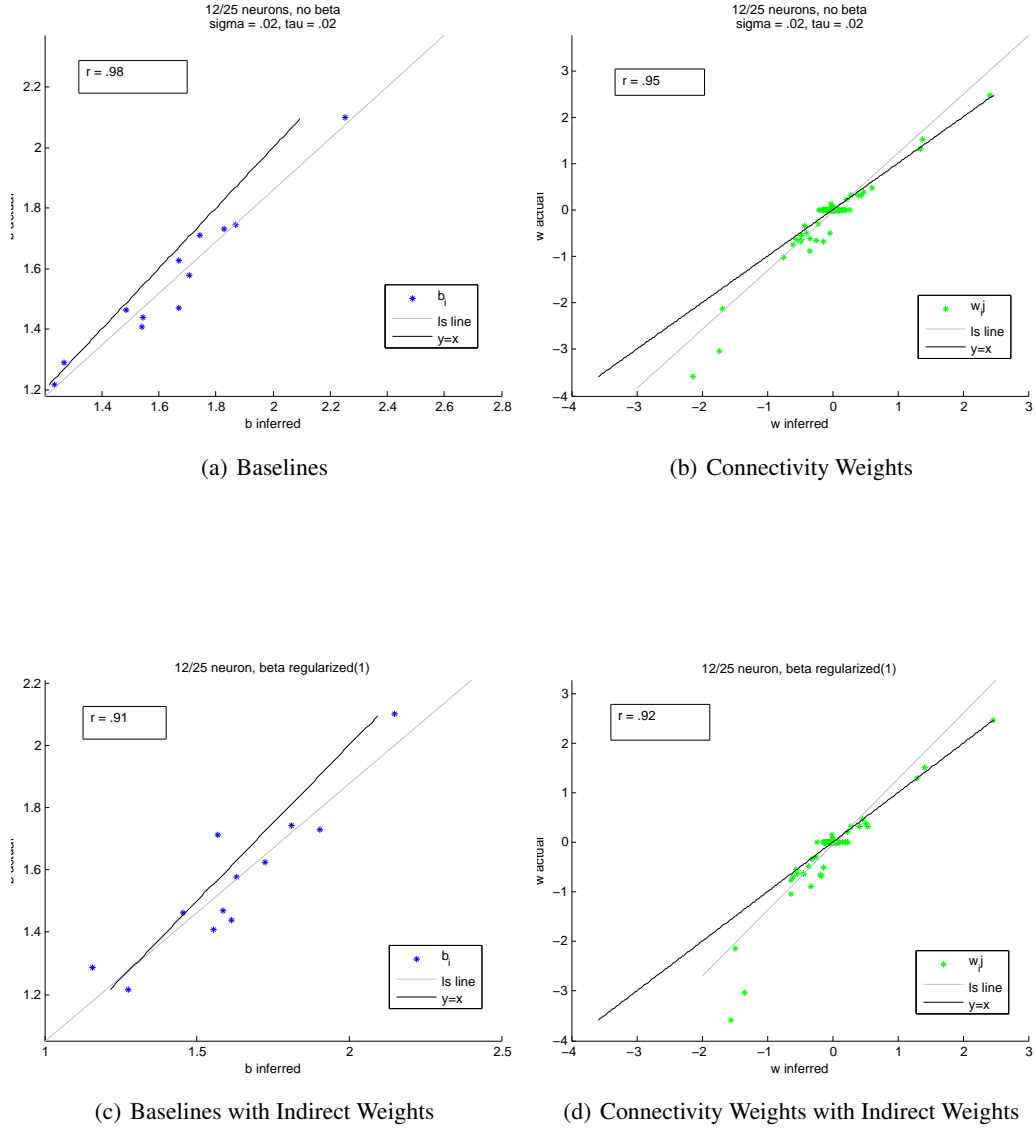 12/25 neurons, no beta
sigma = .02, tau = .02
r = .98
2.2
2
1.8
1.6
1.4
1.2
b actual
b_i
ls line
y=x
1.4
1.6
1.8
2
2.2
2.4
2.6
2.8
b inferred
(a) Baselines
12/25 neurons, no beta
sigma = .02, tau = .02
r = .95
3
2
1
0
−1
−2
−3
−4
w actual
w_ij
ls line
y=x
−4
−3
−2
−1
0
1
2
3
w inferred
(b) Connectivity Weights
12/25 neuron, beta regularized(1)
r = .91
2.2
2
1.8
1.6
1.4
1.2
b actual
b_i
ls line
y=x
1
1.5
2
2.5
b inferred
(c) Baselines with Indirect Weights
12/25 neuron, beta regularized(1)
r = .92
3
2
1
0
−1
−2
−3
−4
w actual
w_ij
ls line
y=x
−4
−3
−2
−1
0
1
2
3
w inferred
(d) Connectivity Weights with Indirect Weights